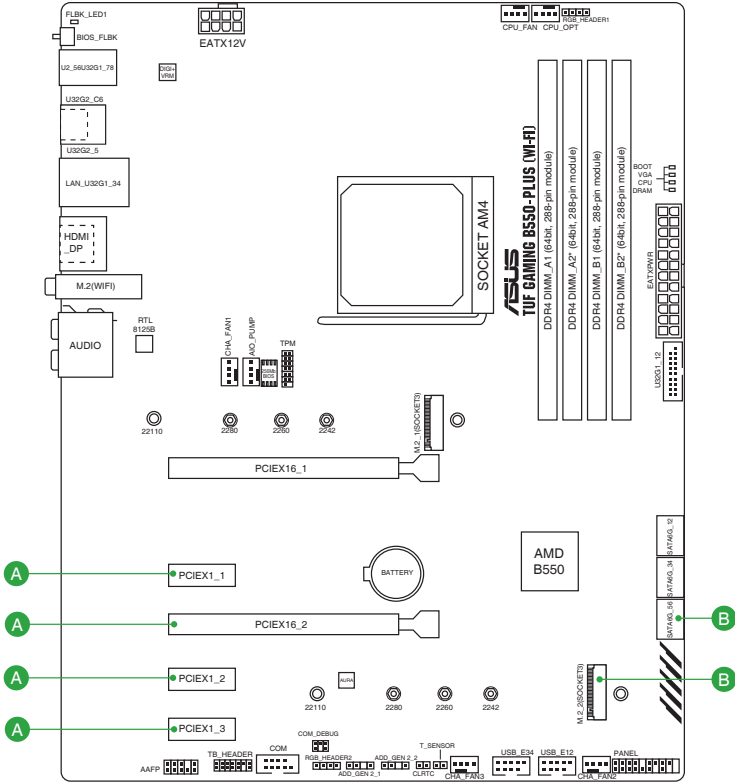 FLBK_LED1
BIOS_FLBK
EATX12V
CPU_FAN
CPU_OPT
RGB_HEADER1
U2_56U32G1_78
DIGI+
VRM
U32G2_C6
U32G2_5
LAN_U32G1_34
HDMI
_DP
M.2(WIFI)
AUDIO
RTL
8125B
SOCKET AM4
ASUS
TUF GAMING B550-PLUS (WI-FI)
DDR4 DIMM_A1 (64bit, 288-pin module)
DDR4 DIMM_A2* (64bit, 288-pin module)
DDR4 DIMM_B1 (64bit, 288-pin module)
DDR4 DIMM_B2* (64bit, 288-pin module)
BOOT
VGA
CPU
DRAM
EATXPWR
U32G1_12
CHA_FAN1
AIO_PUMP
256Mb
BIOS
TPM
22110
2280
2260
2242
M.2_1(SOCKET3)
PCIEX16_1
A
PCIEX1_1
BATTERY
AMD
B550
SATA6G_12
SATA6G_34
SATA6G_56
B
A
PCIEX16_2
A
PCIEX1_2
AURA
22110
2280
2260
2242
M.2_2(SOCKET3)
B
A
PCIEX1_3
AAFP
TB_HEADER
COM
COM_DEBUG
RGB_HEADER2
ADD_GEN 2_1
ADD_GEN 2_2
T_SENSOR
CLRTC
CHA_FAN3
USB_E34
USB_E12
CHA_FAN2
PANEL